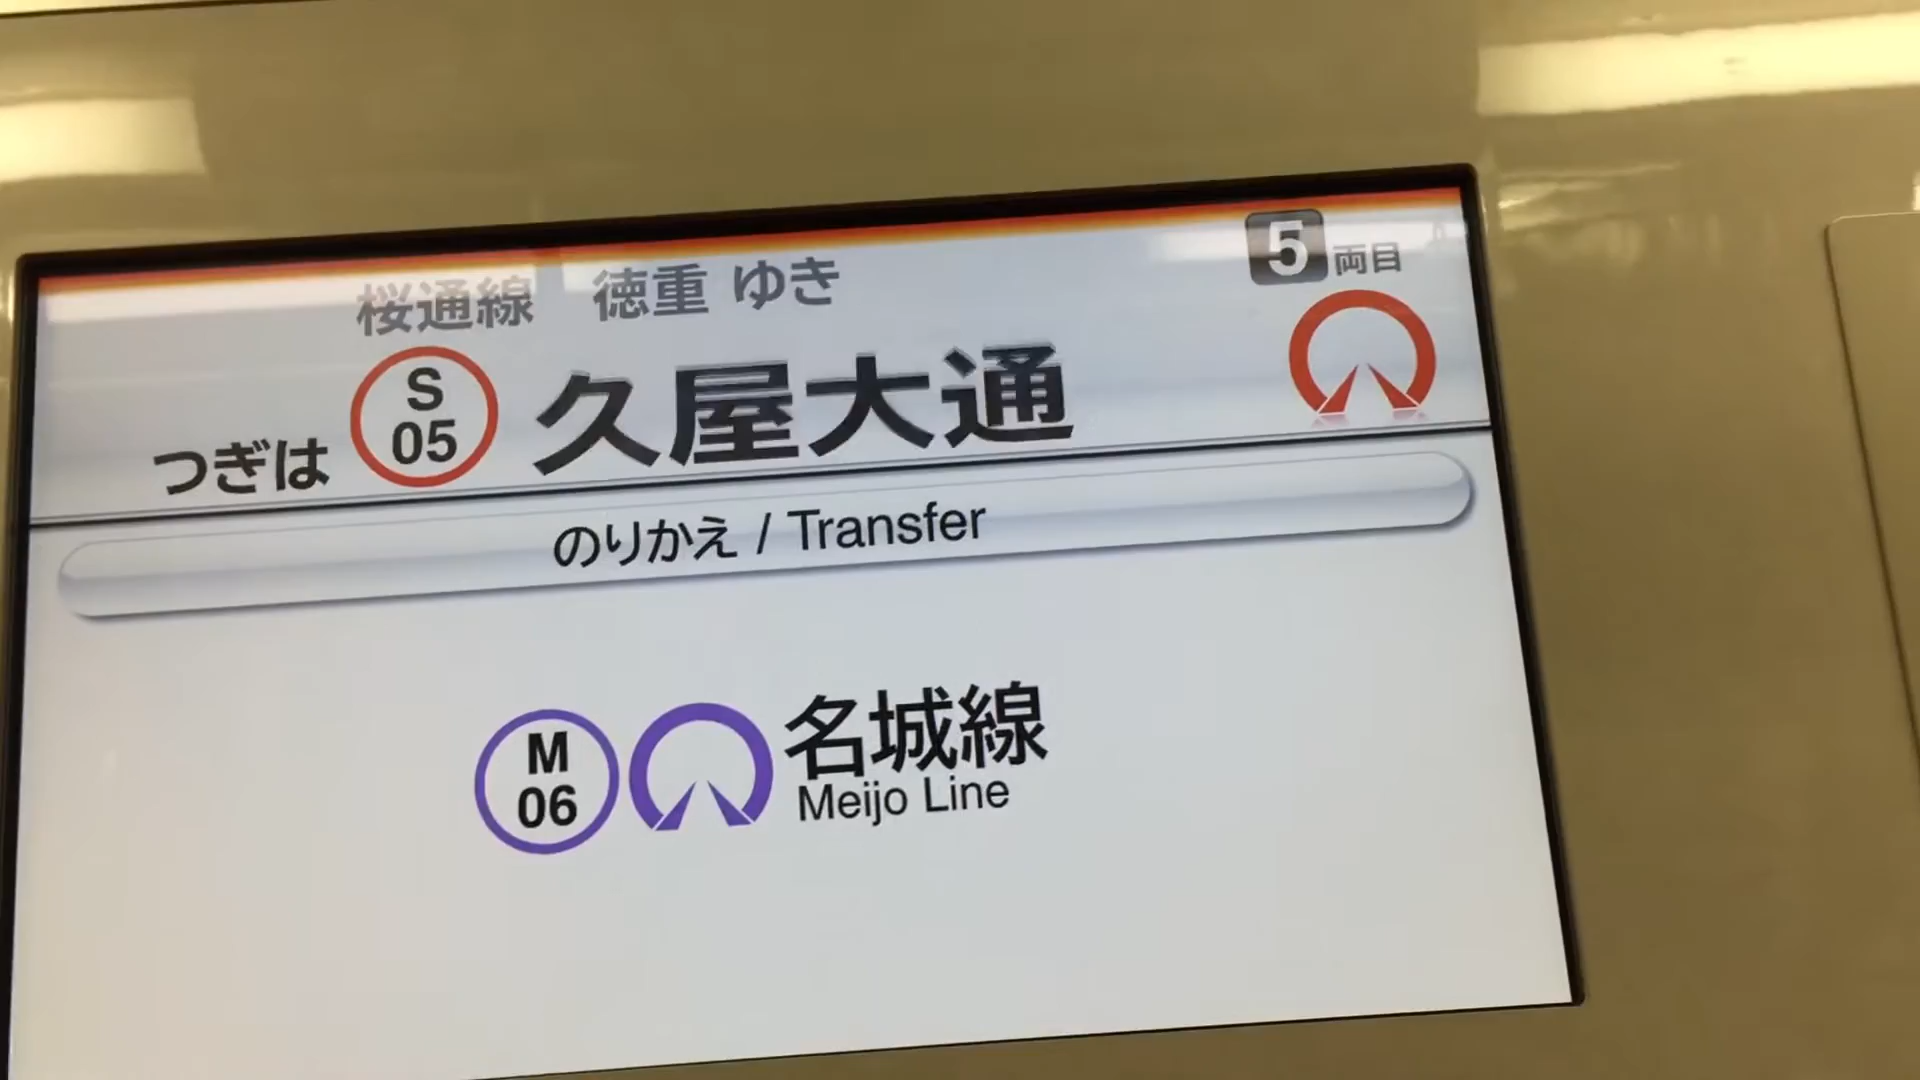 桜通線 徳重 ゆき
5両目
つぎは S 05 久屋大通
のりかえ / Transfer
M 06 名城線
Meijo Line